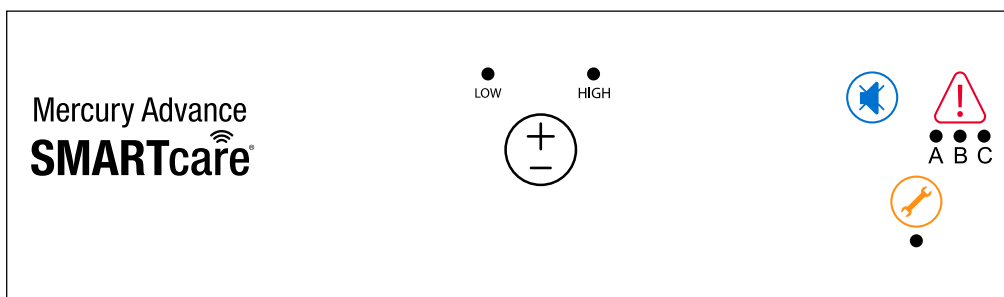 Mercury Advance
SMARTcare®
LOW HIGH
+
−
!
A B C